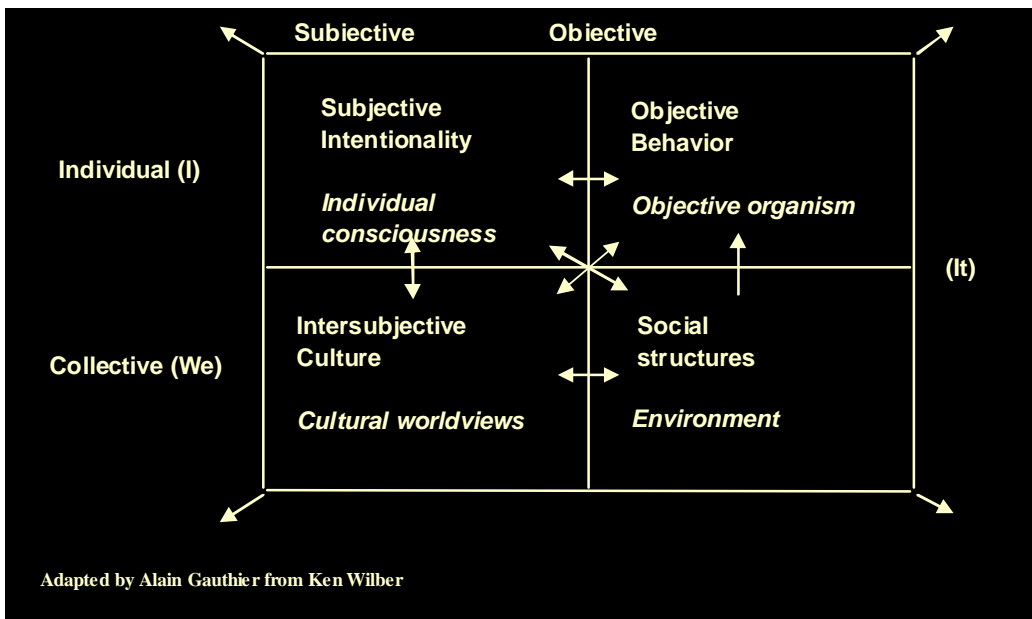 Subjective Objective
Subjective
Intentionality
Objective
Behavior
Individual (I)
Individual
consciousness
Objective organism
(It)
Intersubjective
Culture
Social
structures
Collective (We)
Cultural worldviews
Environment
Adapted by Alain Gauthier from Ken Wilber